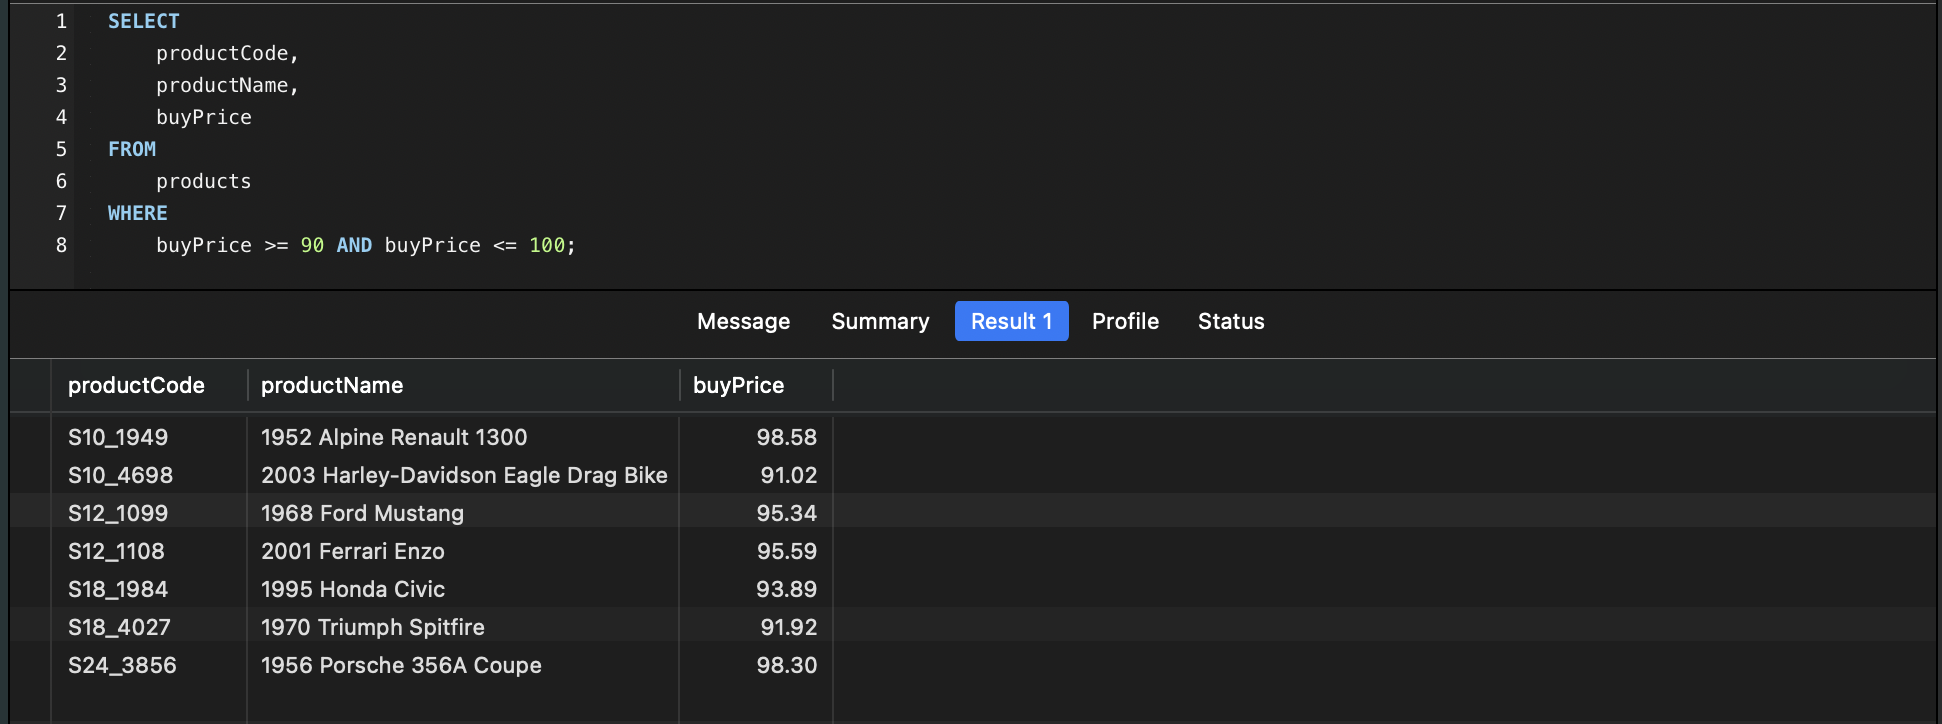 1 SELECT
2 productCode,
3 productName,
4 buyPrice
5 FROM
6 products
7 WHERE
8 buyPrice >= 90 AND buyPrice <= 100;
Message Summary Result 1 Profile Status
productCode productName buyPrice
S10_1949 1952 Alpine Renault 1300 98.58
S10_4698 2003 Harley-Davidson Eagle Drag Bike 91.02
S12_1099 1968 Ford Mustang 95.34
S12_1108 2001 Ferrari Enzo 95.59
S18_1984 1995 Honda Civic 93.89
S18_4027 1970 Triumph Spitfire 91.92
S24_3856 1956 Porsche 356A Coupe 98.30